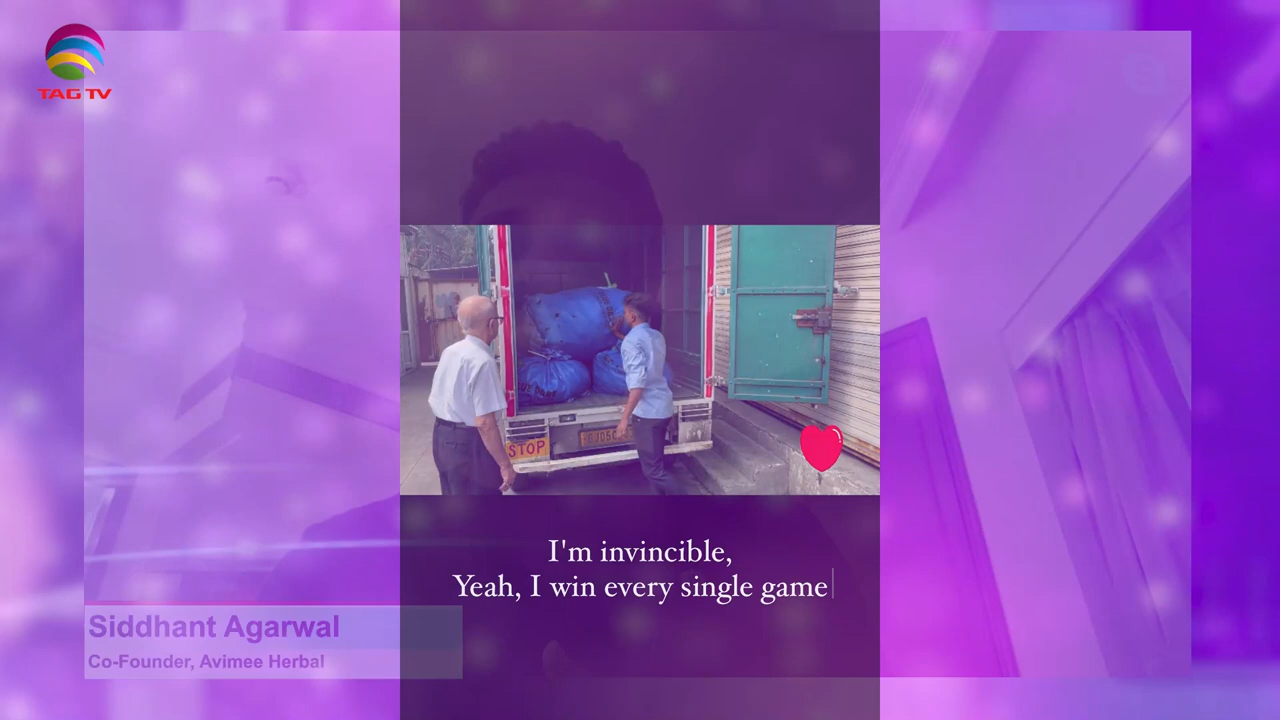 TAG TV
STOP
I'm invincible,
Yeah, I win every single game
Siddhant Agarwal
Co-Founder, Avimee Herbal